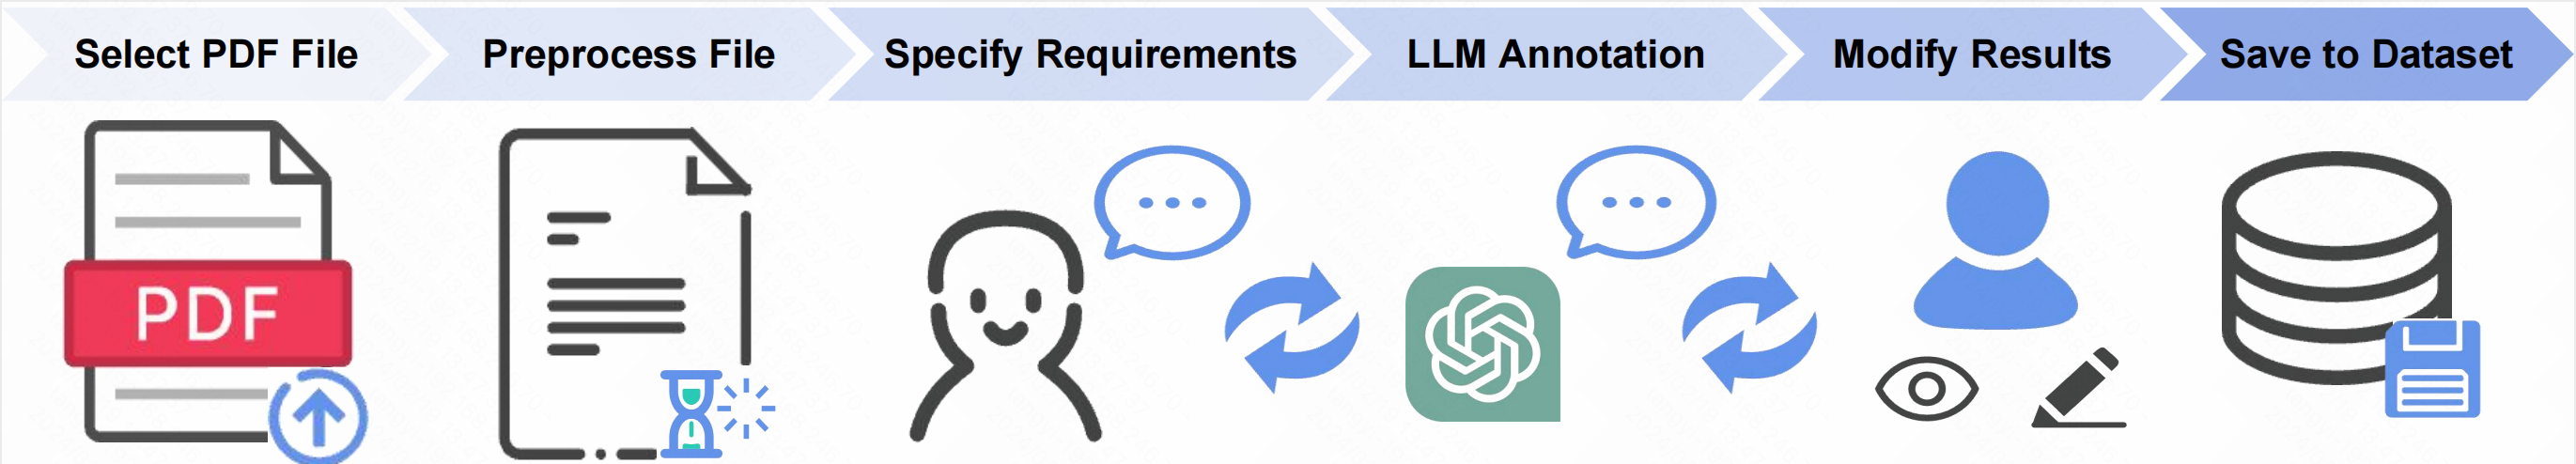 Select PDF File
Preprocess File
Specify Requirements
LLM Annotation
Modify Results
Save to Dataset
PDF